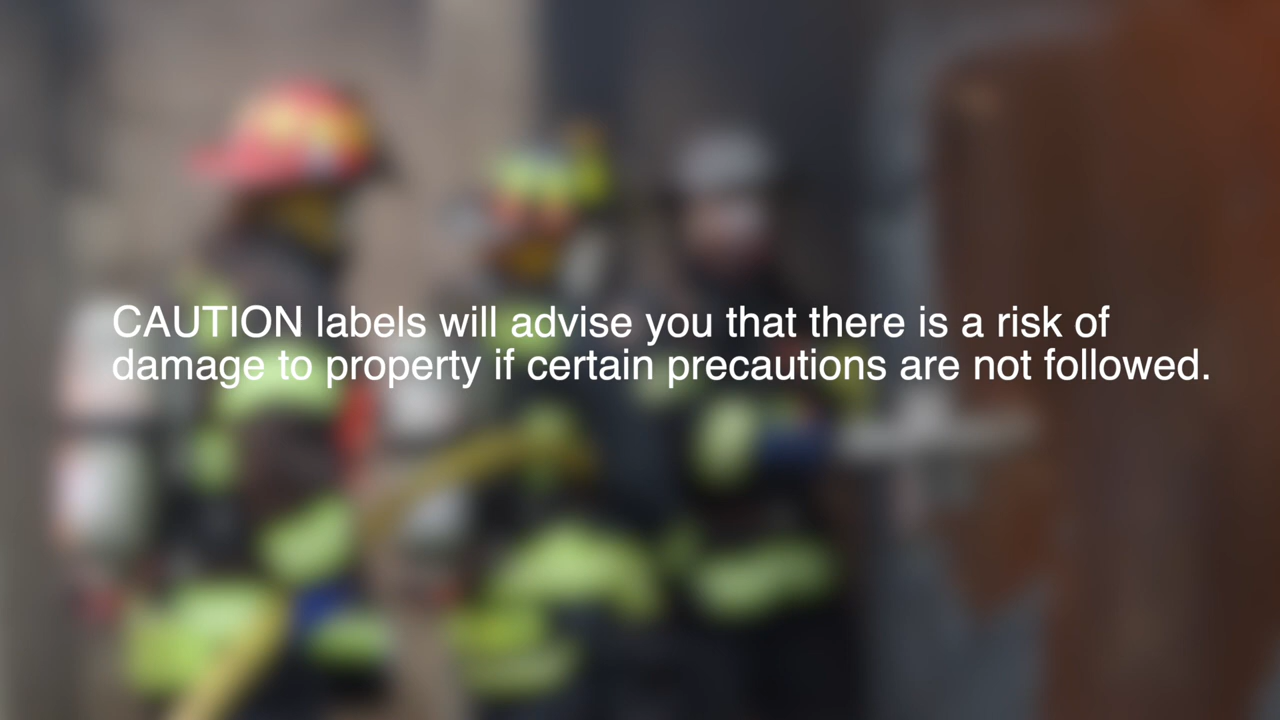 CAUTION labels will advise you that there is a risk of
damage to property if certain precautions are not followed.